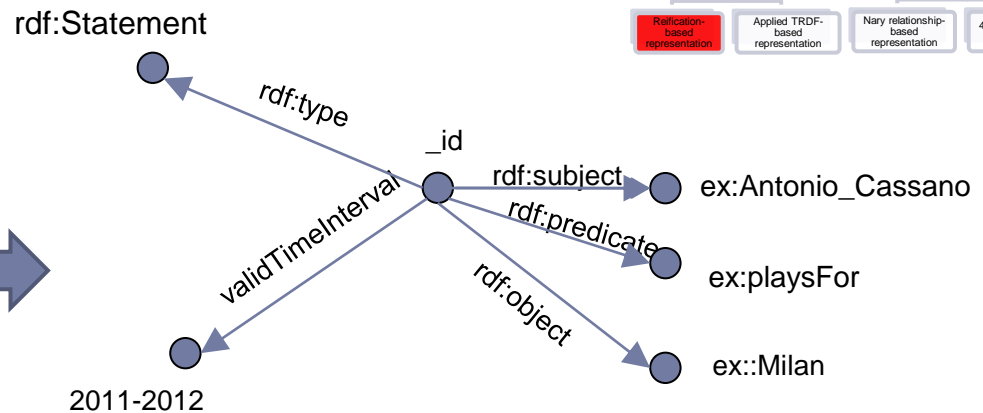 rdf:Statement
Reification-
based
representation
Applied TRDF-
based
representation
Nary relationship-
based
representation
4
rdf:type
_id
validTimeInterval
rdf:subject
ex:Antonio_Cassano
rdf:predicate
ex:playsFor
rdf:object
ex::Milan
2011-2012